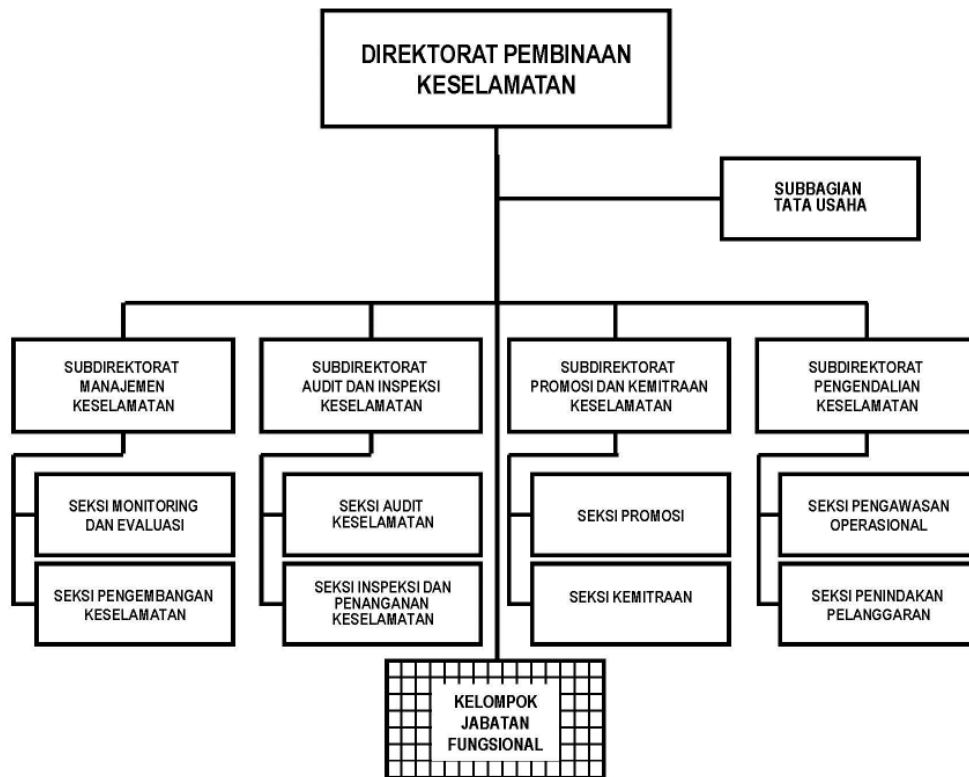 DIREKTORAT PEMBINAAN
KESELAMATAN
SUBBAGIAN
TATA USAHA
SUBDIREKTORAT
MANAJEMEN
KESELAMATAN
SUBDIREKTORAT
AUDIT DAN INSPEKSI
KESELAMATAN
SUBDIREKTORAT
PROMOSI DAN KEMITRAAN
KESELAMATAN
SUBDIREKTORAT
PENGENDALIAN
KESELAMATAN
SEKSI MONITORING
DAN EVALUASI
SEKSI AUDIT
KESELAMATAN
SEKSI PROMOSI
SEKSI PENGAWASAN
OPERASIONAL
SEKSI PENGEMBANGAN
KESELAMATAN
SEKSI INSPEKSI DAN
PENANGANAN
KESELAMATAN
SEKSI KEMITRAAN
SEKSI PENINDAKAN
PELANGGARAN
KELOMPOK
JABATAN
FUNGSIONAL